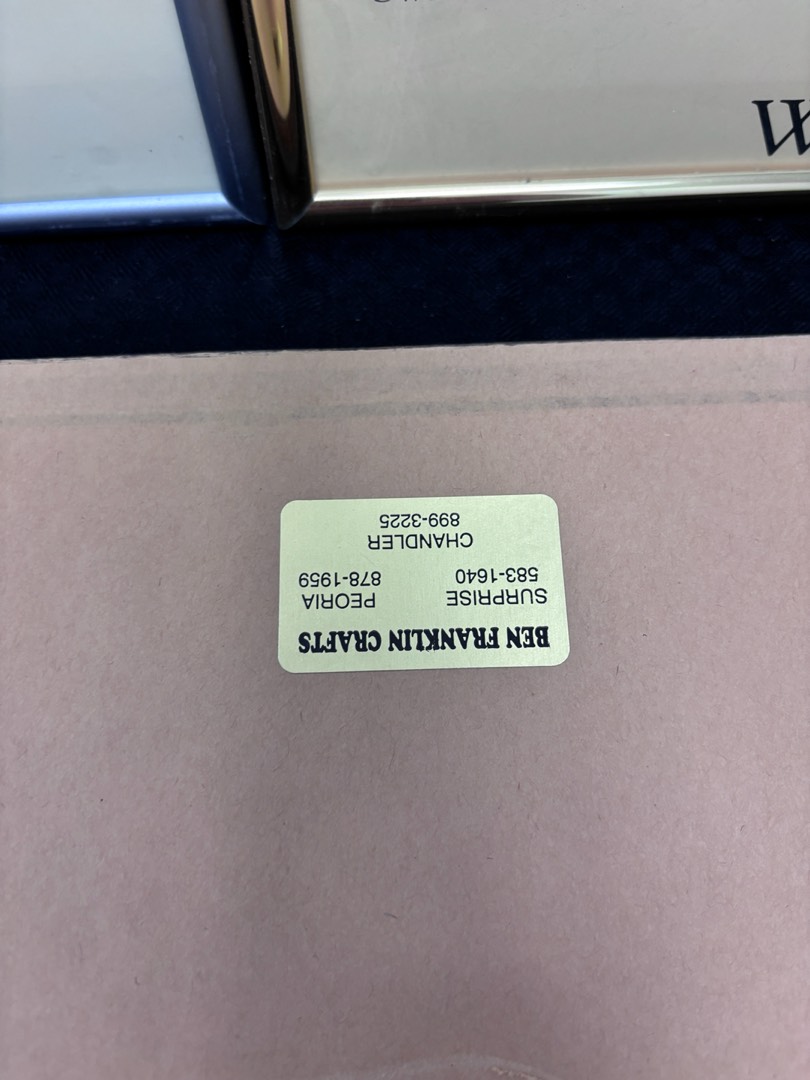 BEN FRANKLIN CRAFTS
SURPRISE PEORIA
583-1640 878-1959
CHANDLER
899-3225